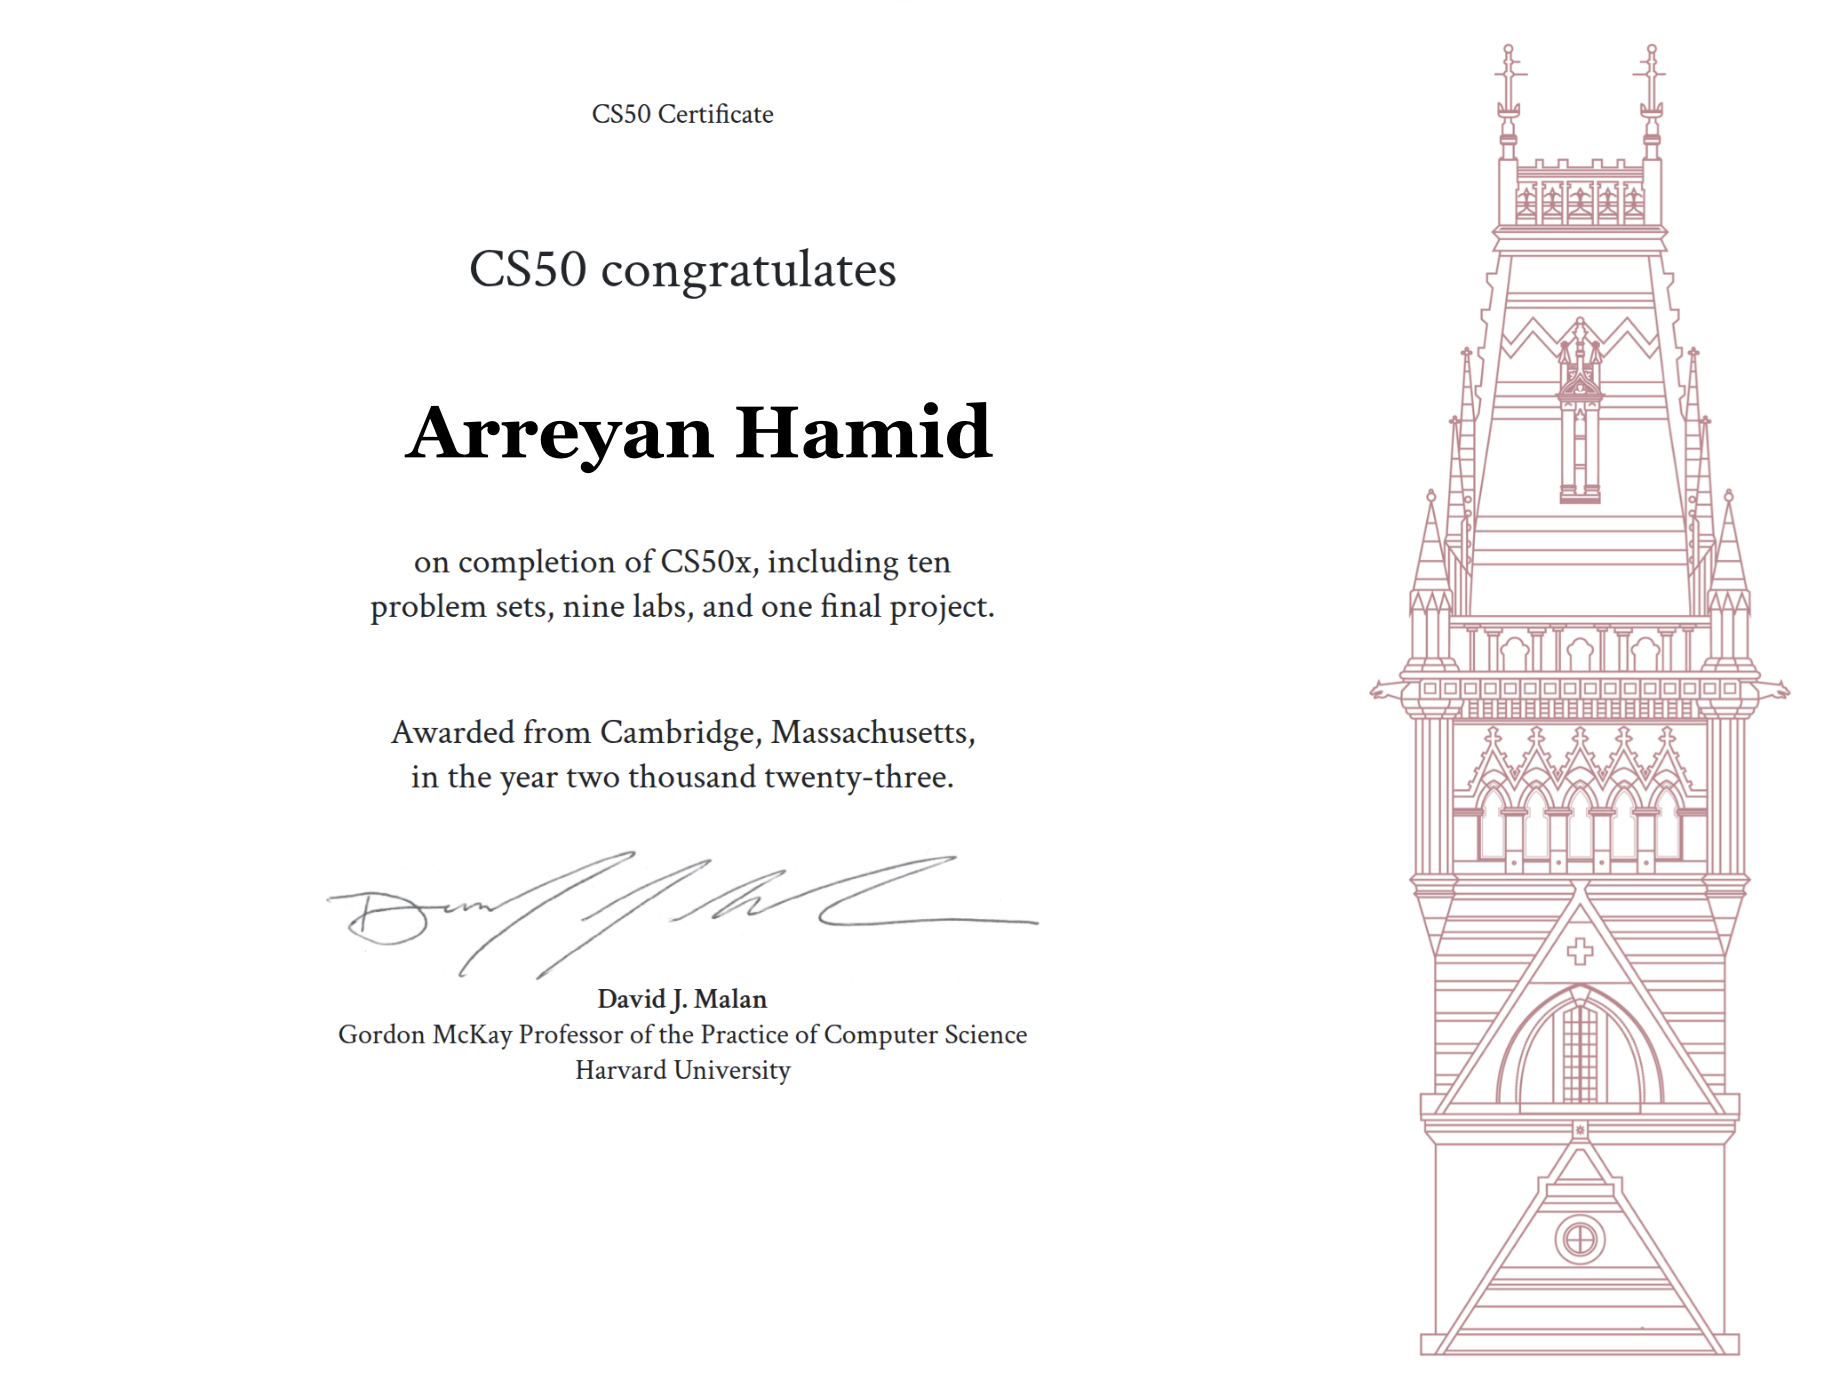 CS50 Certificate
CS50 congratulates
Arreyan Hamid
on completion of CS50x, including ten
problem sets, nine labs, and one final project.
Awarded from Cambridge, Massachusetts,
in the year two thousand twenty-three.
David J. Malan
Gordon McKay Professor of the Practice of Computer Science
Harvard University